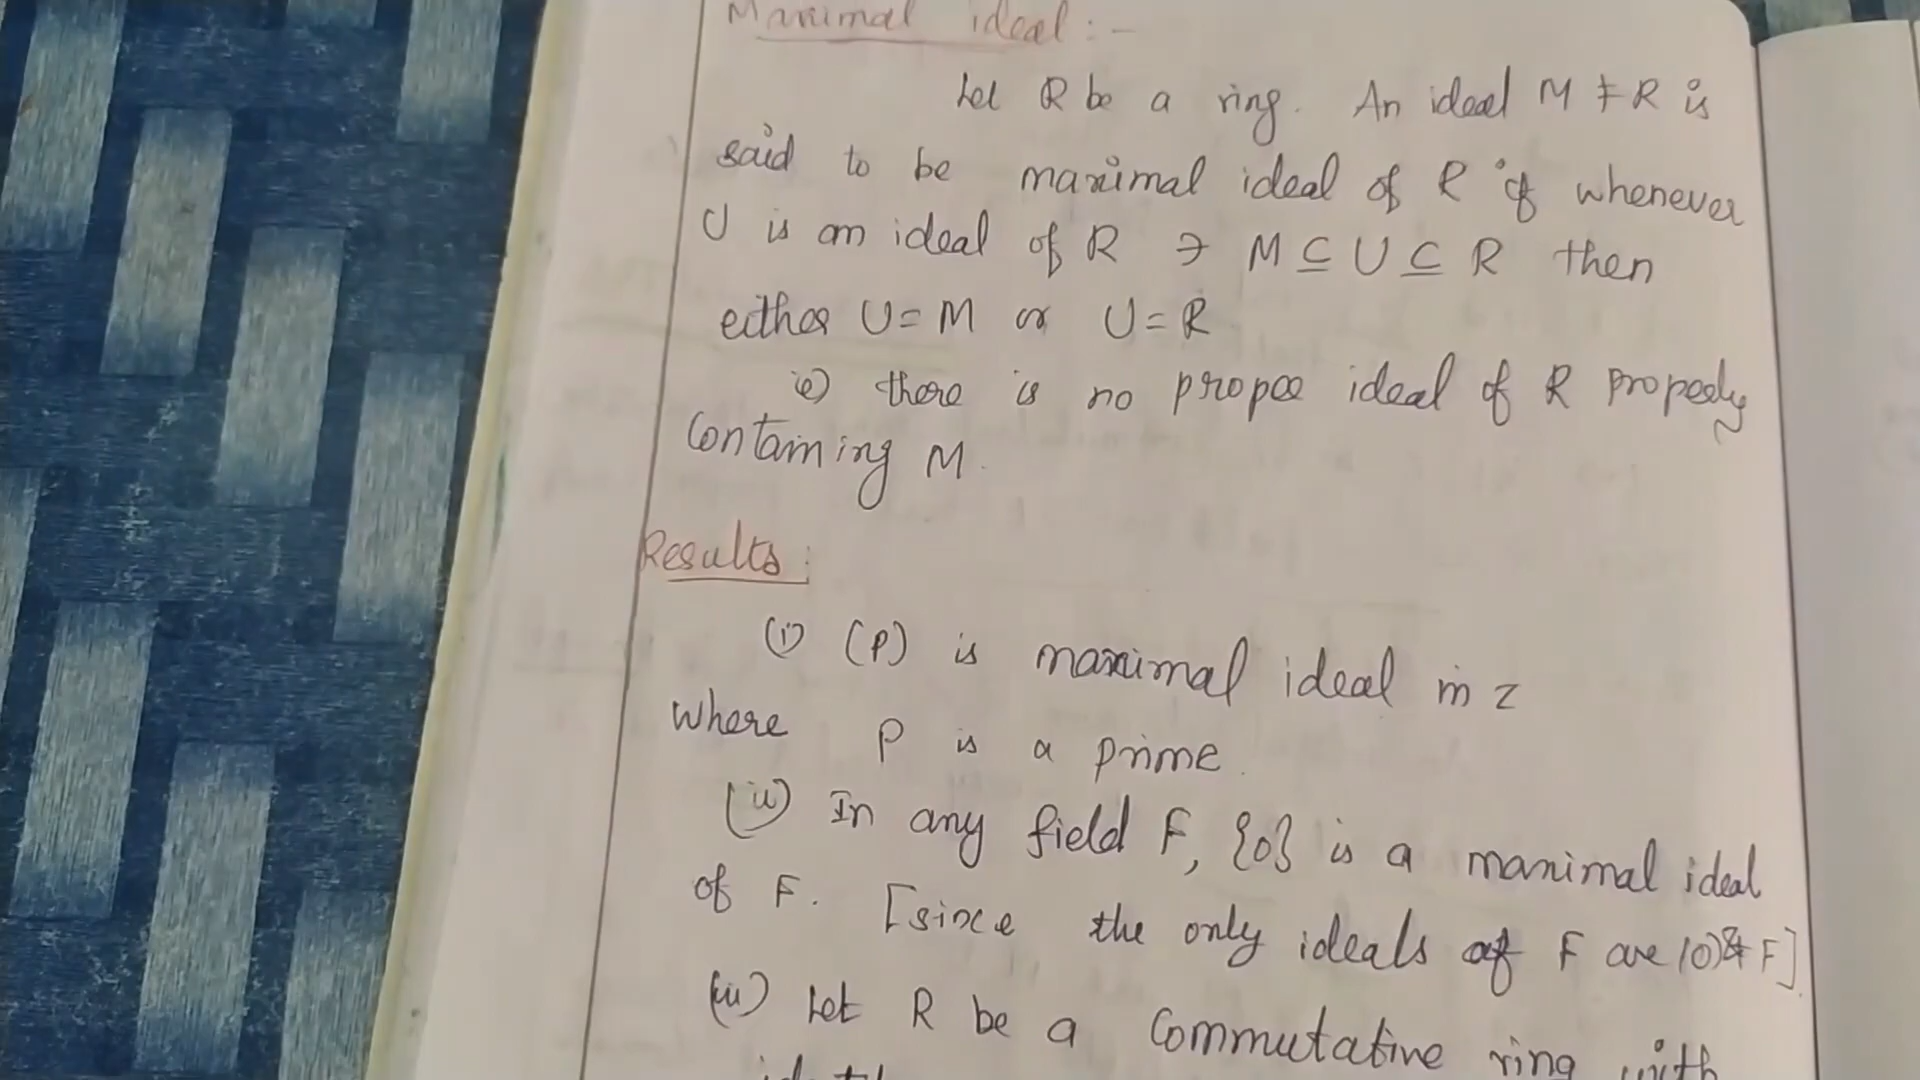 Maximal ideal :-
Let R be a ring. An ideal M ≠ R is
said to be maximal ideal of R if whenever
U is an ideal of R ∋ M ⊆ U ⊆ R then
either U = M or U = R
ie) there is no proper ideal of R properly
Containing M.
Results:
(i) (P) is maximal ideal in Z
where P is a prime.
(ii) In any field F, {0} is a maximal ideal
of F. [since the only ideals of F are (0) & F].
(iii) Let R be a Commutative ring with